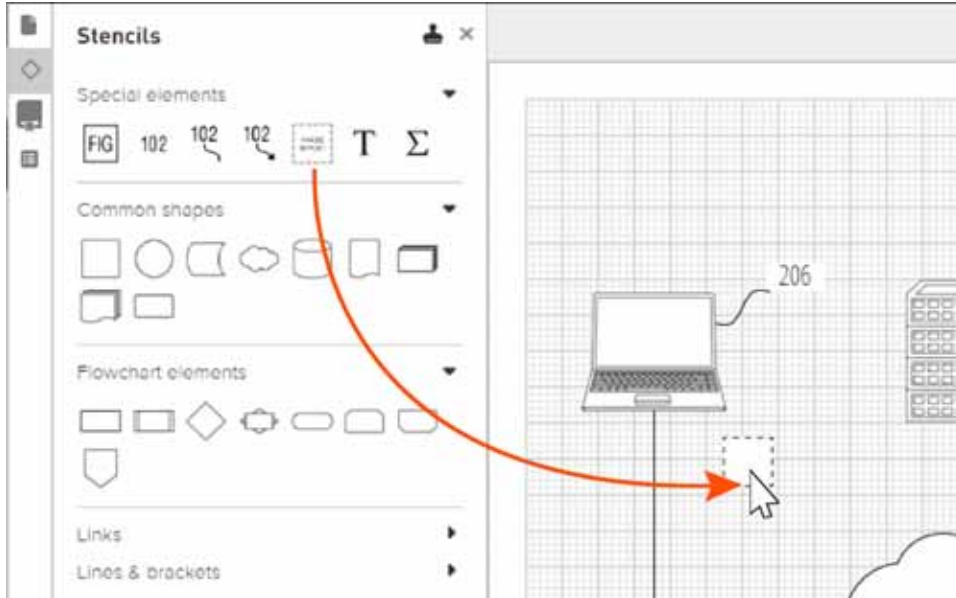 Stencils
Special elements
FIG 102 102 102 T Σ
Common shapes
206
Flowchart elements
Links
Lines & brackets